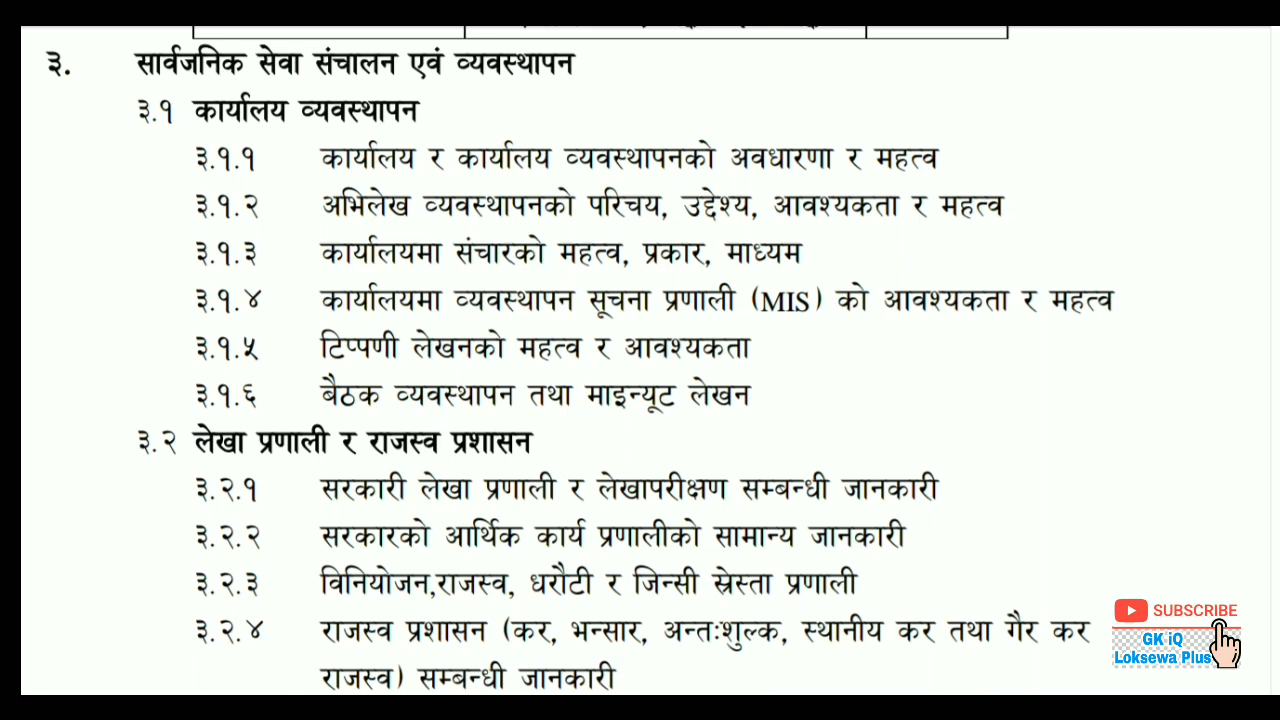 ३. सार्वजनिक सेवा संचालन एवं व्यवस्थापन
३.१ कार्यालय व्यवस्थापन
३.१.१ कार्यालय र कार्यालय व्यवस्थापनको अवधारणा र महत्व
३.१.२ अभिलेख व्यवस्थापनको परिचय, उद्देश्य, आवश्यकता र महत्व
३.१.३ कार्यालयमा संचारको महत्व, प्रकार, माध्यम
३.१.४ कार्यालयमा व्यवस्थापन सूचना प्रणाली (MIS) को आवश्यकता र महत्व
३.१.५ टिप्पणी लेखनको महत्व र आवश्यकता
३.१.६ बैठक व्यवस्थापन तथा माइन्यूट लेखन
३.२ लेखा प्रणाली र राजस्व प्रशासन
३.२.१ सरकारी लेखा प्रणाली र लेखापरीक्षण सम्बन्धी जानकारी
३.२.२ सरकारको आर्थिक कार्य प्रणालीको सामान्य जानकारी
३.२.३ विनियोजन,राजस्व, धरौटी र जिन्सी स्रेस्ता प्रणाली
३.२.४ राजस्व प्रशासन (कर, भन्सार, अन्तःशुल्क, स्थानीय कर तथा गैर कर
राजस्व) सम्बन्धी जानकारी
SUBSCRIBE
GK iQ
Loksewa Plus